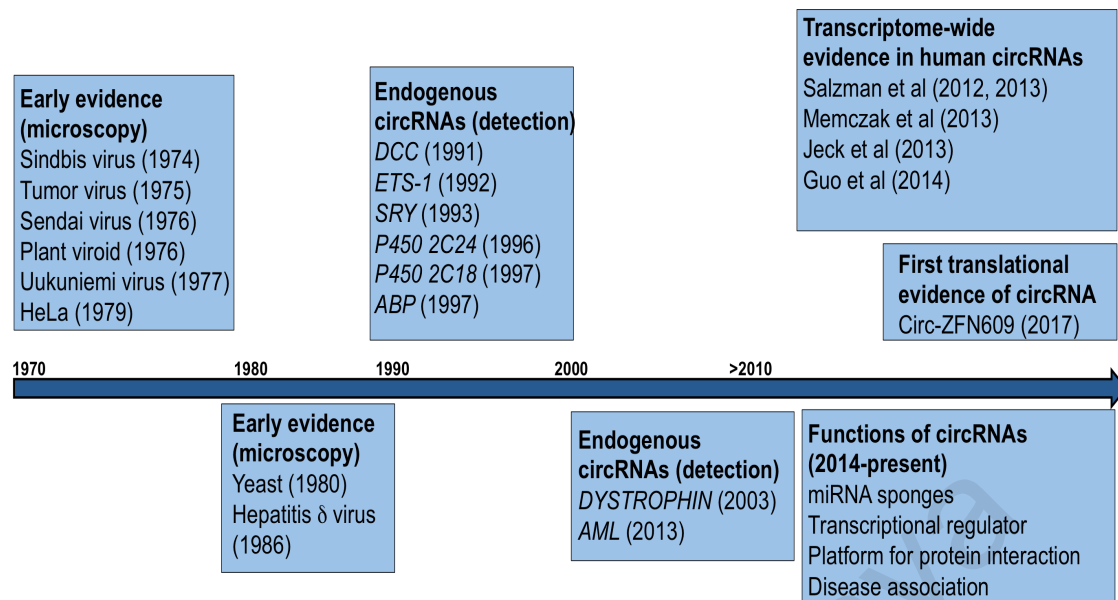 Early evidence
(microscopy)
Sindbis virus (1974)
Tumor virus (1975)
Sendai virus (1976)
Plant viroid (1976)
Uukuniemi virus (1977)
HeLa (1979)
Endogenous
circRNAs (detection)
DCC (1991)
ETS-1 (1992)
SRY (1993)
P450 2C24 (1996)
P450 2C18 (1997)
ABP (1997)
Transcriptome-wide
evidence in human circRNAs
Salzman et al (2012, 2013)
Memczak et al (2013)
Jeck et al (2013)
Guo et al (2014)
First translational
evidence of circRNA
Circ-ZFN609 (2017)
1970
1980
1990
2000
>2010
Early evidence
(microscopy)
Yeast (1980)
Hepatitis δ virus
(1986)
Endogenous
circRNAs (detection)
DYSTROPHIN (2003)
AML (2013)
Functions of circRNAs
(2014-present)
miRNA sponges
Transcriptional regulator
Platform for protein interaction
Disease association